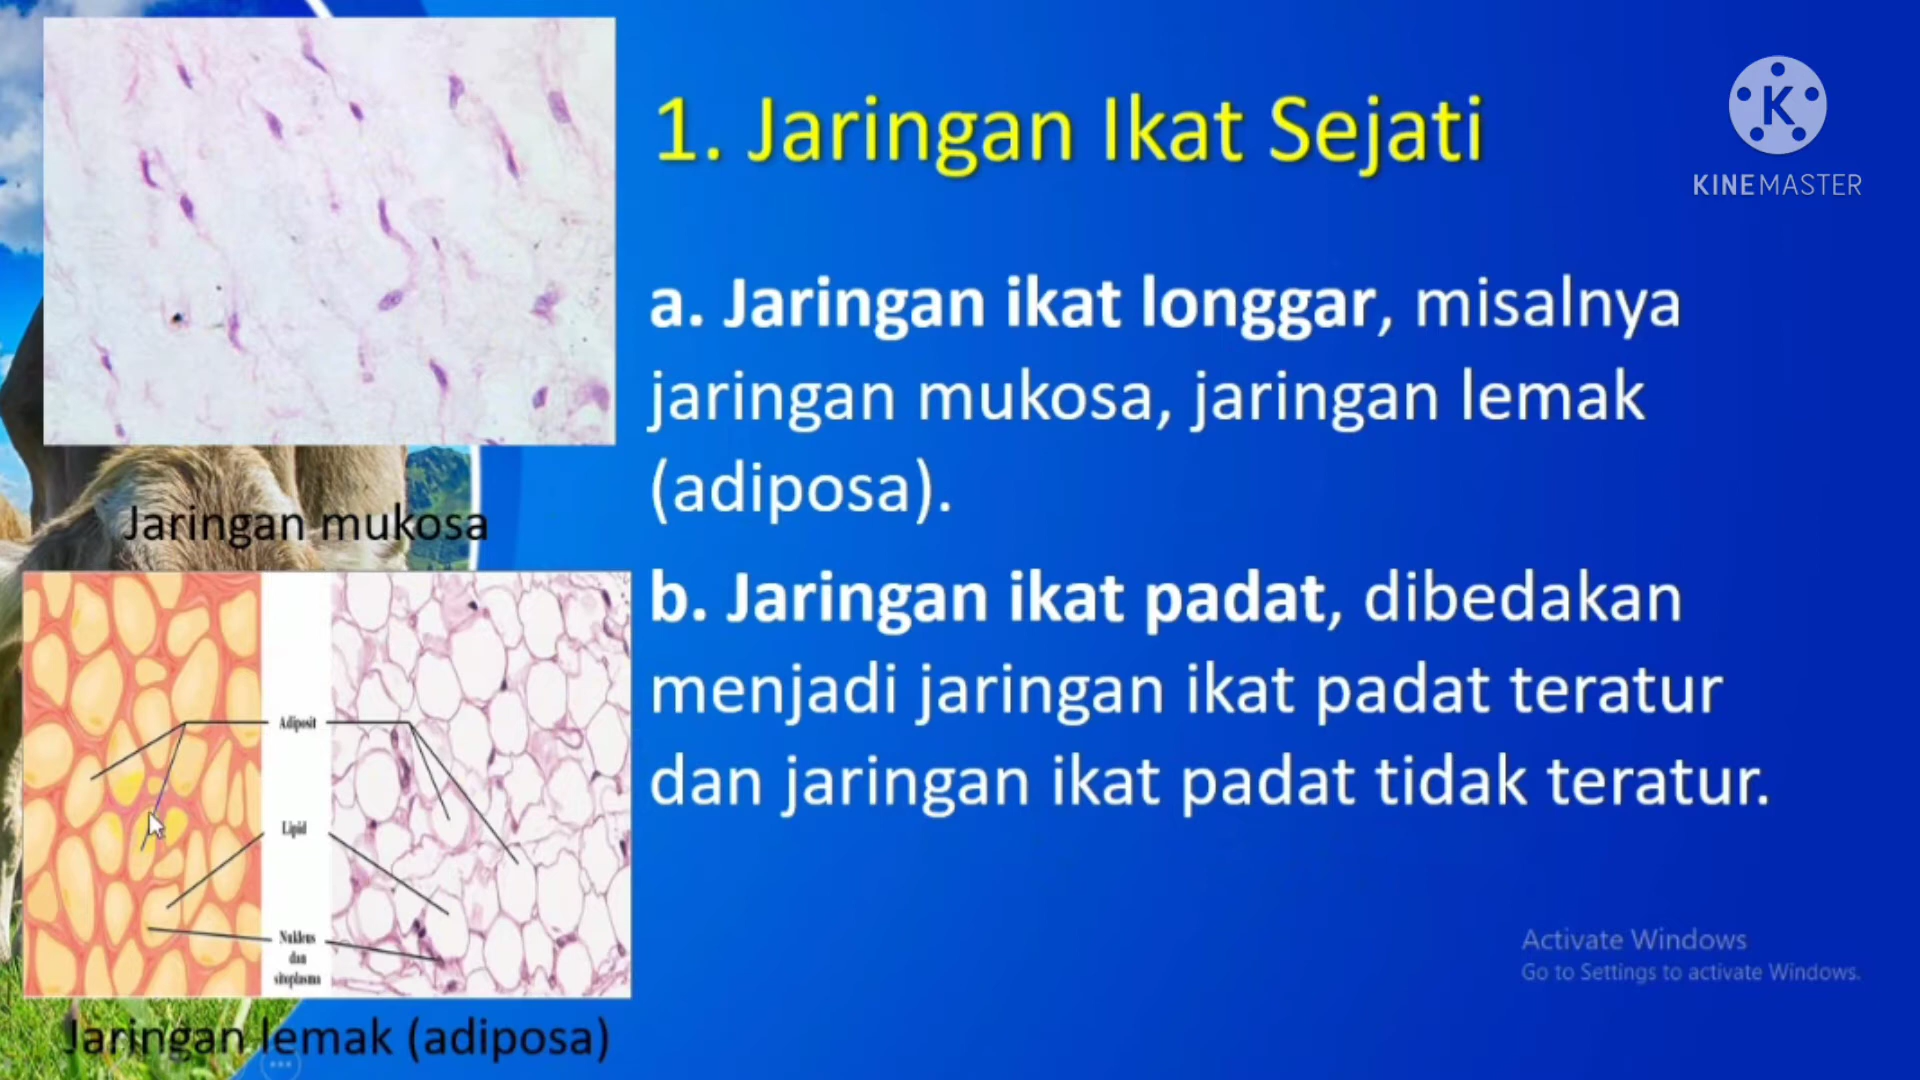 1. Jaringan Ikat Sejati
KINEMASTER
a. Jaringan ikat longgar, misalnya
jaringan mukosa, jaringan lemak
(adiposa).
b. Jaringan ikat padat, dibedakan
menjadi jaringan ikat padat teratur
dan jaringan ikat padat tidak teratur.
Jaringan mukosa
Adiposit
Lipid
Nukleus
dan
sitoplasma
Jaringan lemak (adiposa)
Activate Windows
Go to Settings to activate Windows.